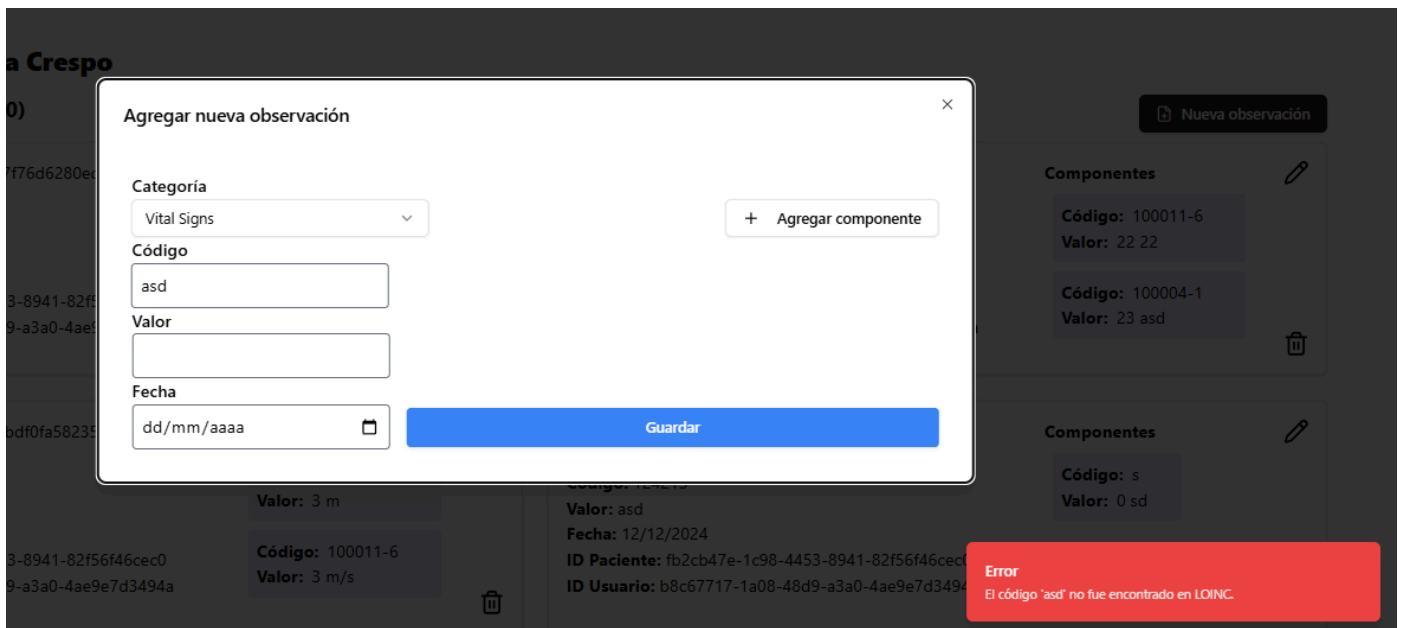 a Crespo
0)
Nueva observación
Agregar nueva observación
Categoría
Vital Signs
Agregar componente
Código
asd
Valor
Fecha
dd/mm/aaaa
Guardar
7f76d6280e
3-8941-82f5
9-a3a0-4ae9
Componentes
Código: 100011-6
Valor: 22 22
Código: 100004-1
Valor: 23 asd
bdf0fa58235
Valor: 3 m
Código: 100011-6
Valor: 3 m/s
3-8941-82f56f46cec0
9-a3a0-4ae9e7d3494a
Valor: asd
Fecha: 12/12/2024
ID Paciente: fb2cb47e-1c98-4453-8941-82f56f46cec
ID Usuario: b8c67717-1a08-48d9-a3a0-4ae9e7d3494
Componentes
Código: s
Valor: 0 sd
Error
El código 'asd' no fue encontrado en LOINC.